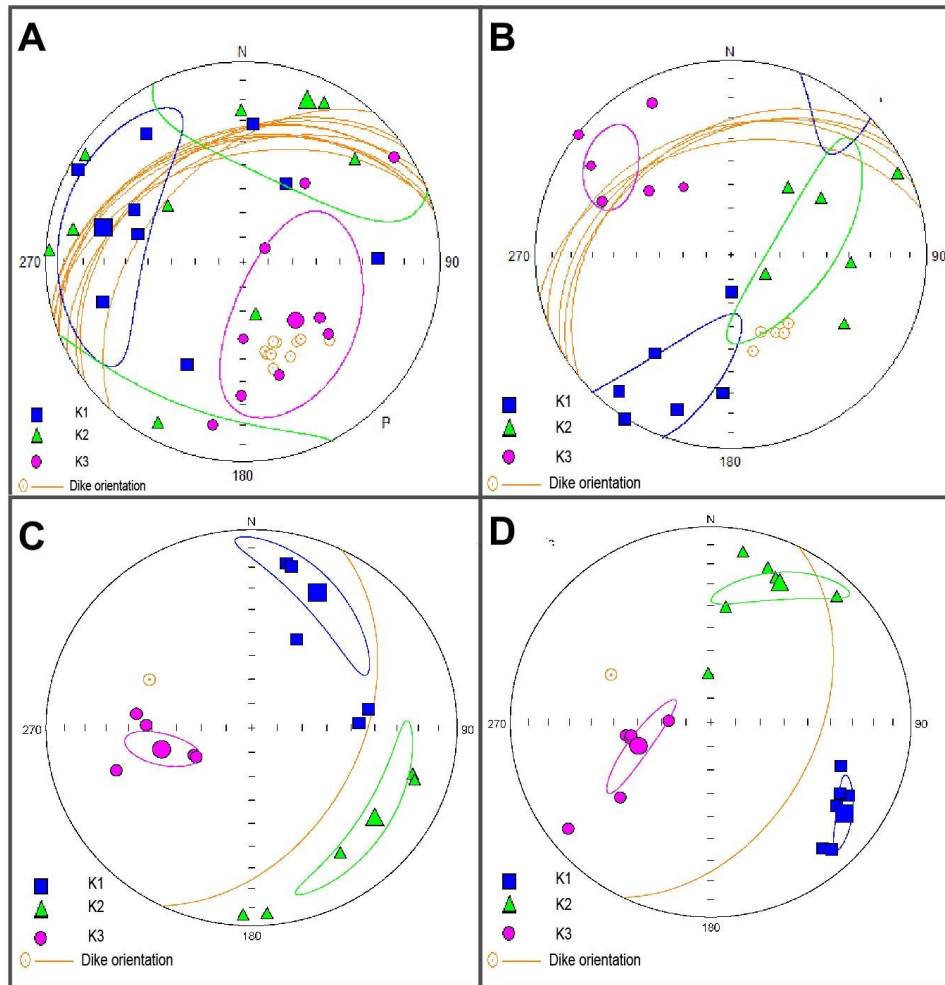 A
N
270
90
P
180
K1
K2
K3
Dike orientation
B
N
270
90
180
K1
K2
K3
Dike orientation
C
N
270
90
180
K1
K2
K3
Dike orientation
D
N
270
90
180
K1
K2
K3
Dike orientation